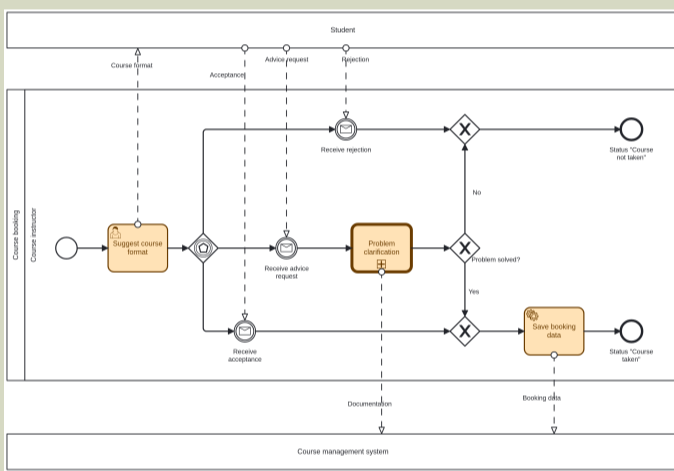 Student
Course format
Acceptance
Advice request
Rejection
Course booking
Course instructor
Receive rejection
Status "Course
not taken"
No
Suggest course
format
Receive advice
request
Problem
clarification
Problem solved?
Yes
Receive
acceptance
Save booking
data
Status "Course
taken"
Documentation
Booking data
Course management system